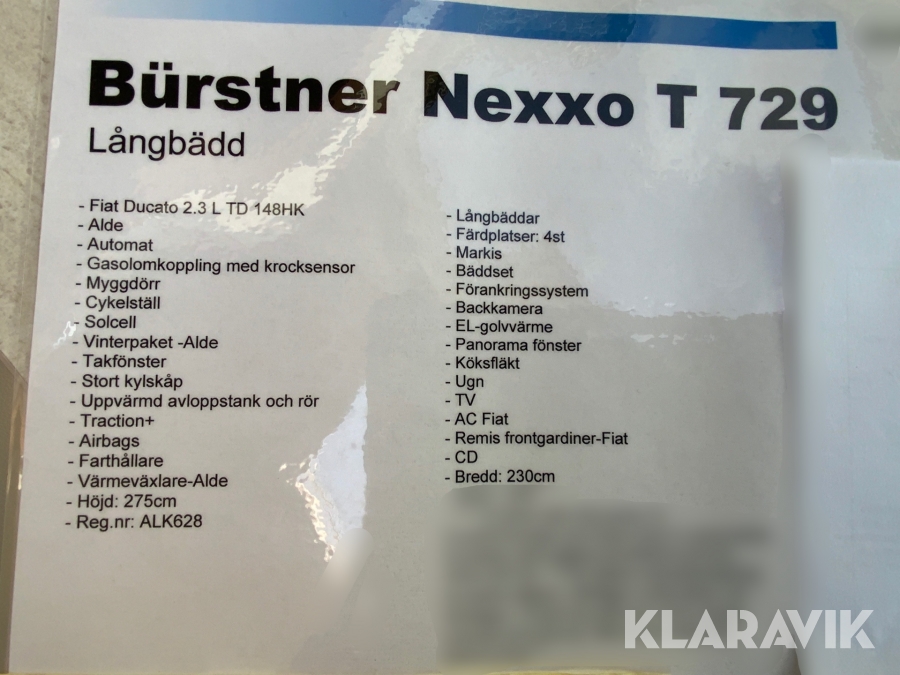 Bürstner Nexxo T 729
Långbädd
- Fiat Ducato 2.3 L TD 148HK
- Alde
- Automat
- Gasolomkoppling med krocksensor
- Myggdörr
- Cykelställ
- Solcell
- Vinterpaket -Alde
- Takfönster
- Stort kylskåp
- Uppvärmd avloppstank och rör
- Traction+
- Airbags
- Farthållare
- Värmeväxlare-Alde
- Höjd: 275cm
- Reg.nr: ALK628
- Långbäddar
- Färdplatser: 4st
- Markis
- Bäddset
- Förankringssystem
- Backkamera
- EL-golvvärme
- Panorama fönster
- Köksfläkt
- Ugn
- TV
- AC Fiat
- Remis frontgardiner-Fiat
- CD
- Bredd: 230cm
KLARAVIK